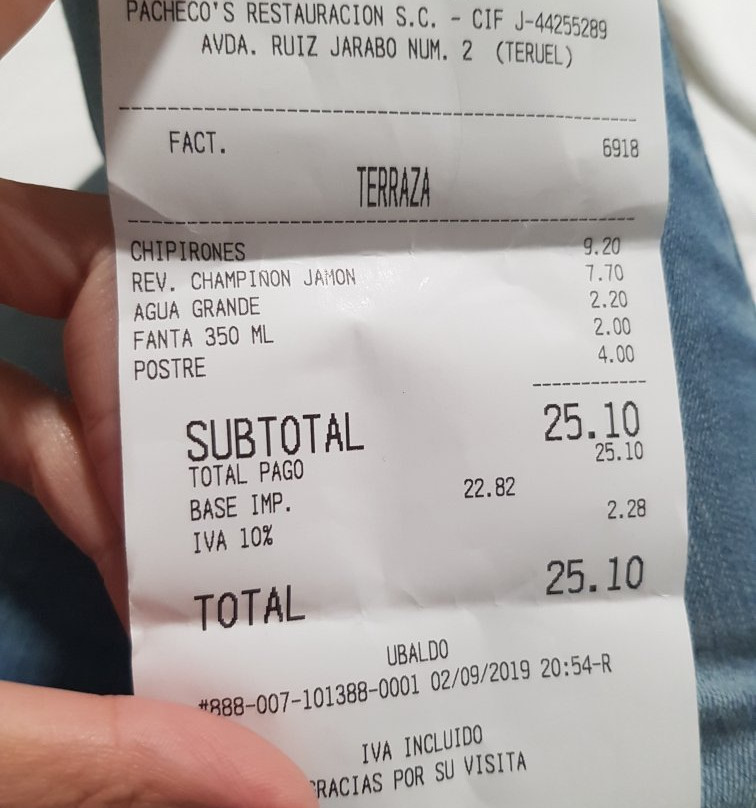 PACHECO'S RESTAURACION S.C. - CIF J-44255289
AVDA. RUIZ JARABO NUM. 2 (TERUEL)
FACT. 6918
TERRAZA
CHIPIRONES 9.20
REV. CHAMPIÑON JAMON 7.70
AGUA GRANDE 2.20
FANTA 350 ML 2.00
POSTRE 4.00
SUBTOTAL 25.10
TOTAL PAGO 25.10
BASE IMP. 22.82
IVA 10% 2.28
TOTAL 25.10
UBALDO
#888-007-101388-0001 02/09/2019 20:54-R
IVA INCLUIDO
GRACIAS POR SU VISITA